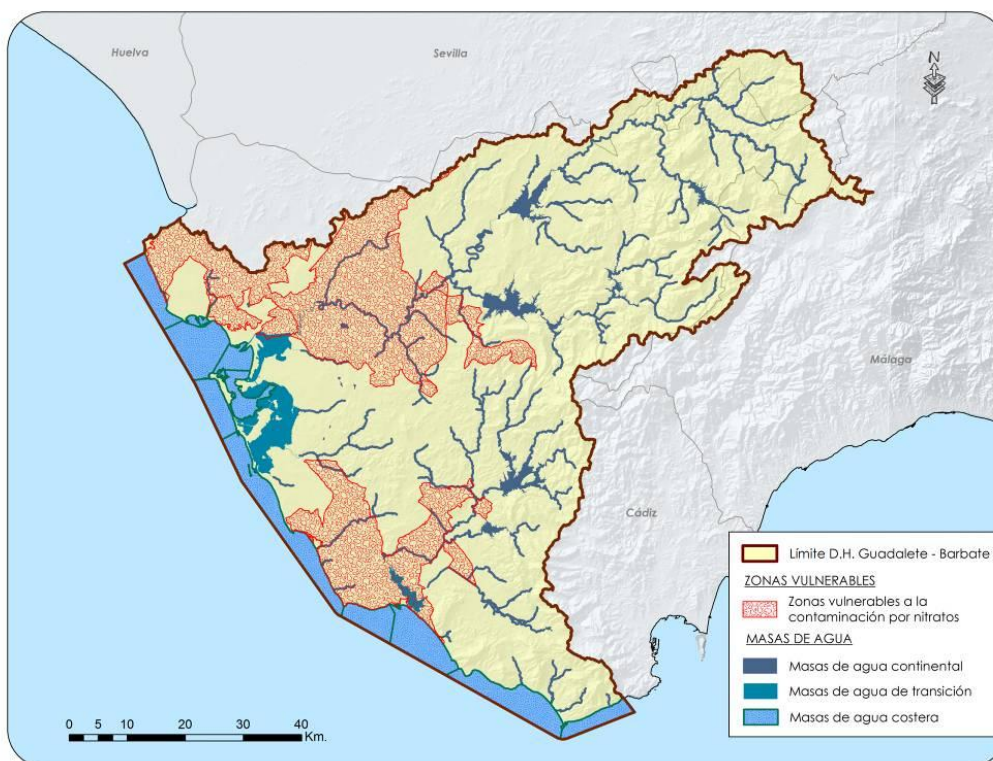 Huelva
Sevilla
N
Málaga
Cádiz
Límite D.H. Guadalete - Barbate
ZONAS VULNERABLES
Zonas vulnerables a la
contaminación por nitratos
MASAS DE AGUA
Masas de agua continental
Masas de agua de transición
Masas de agua costera
0 5 10 20 30 40
Km.